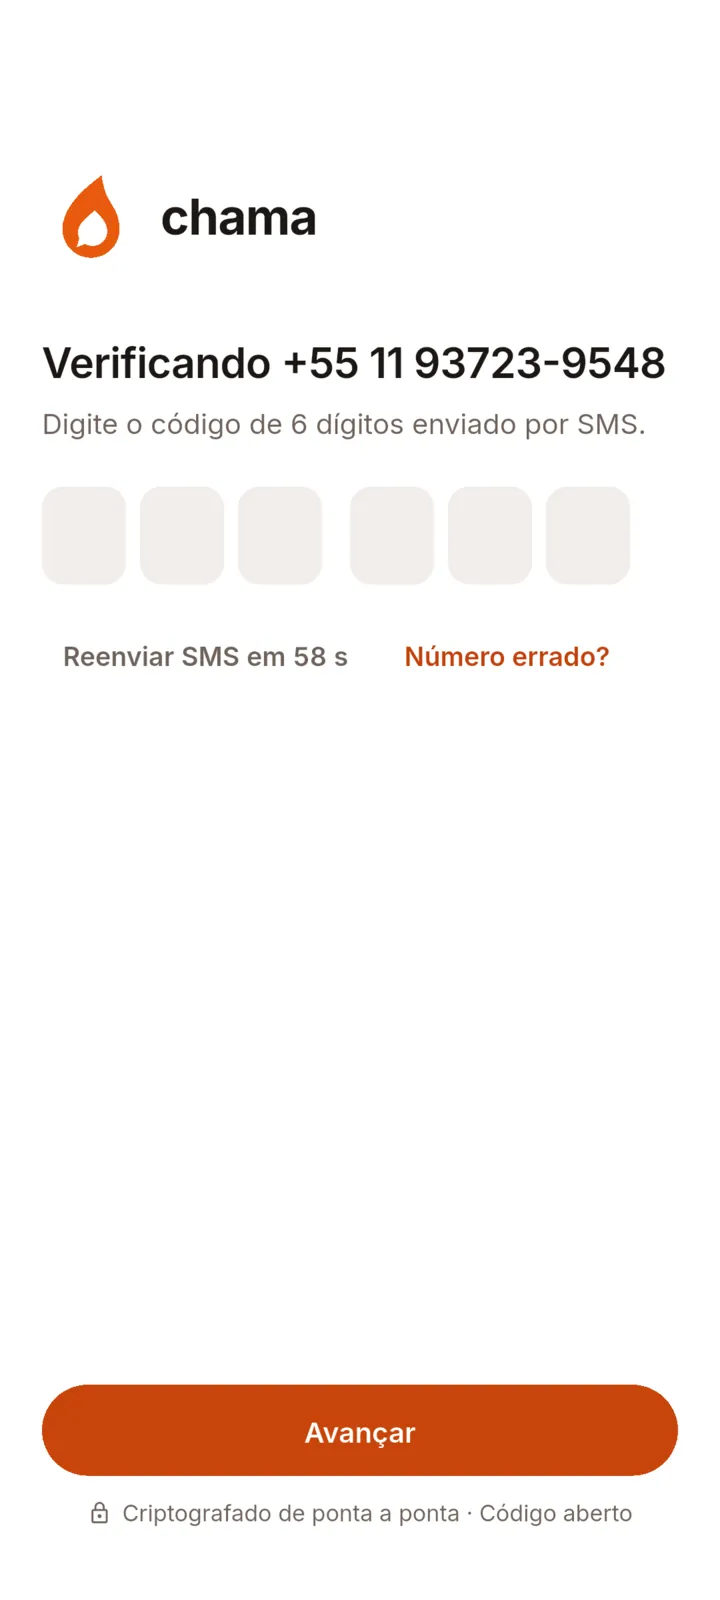 chama
Verificando +55 11 93723-9548
Digite o código de 6 dígitos enviado por SMS.
Reenviar SMS em 58 s
Número errado?
Avançar
Criptografado de ponta a ponta · Código aberto